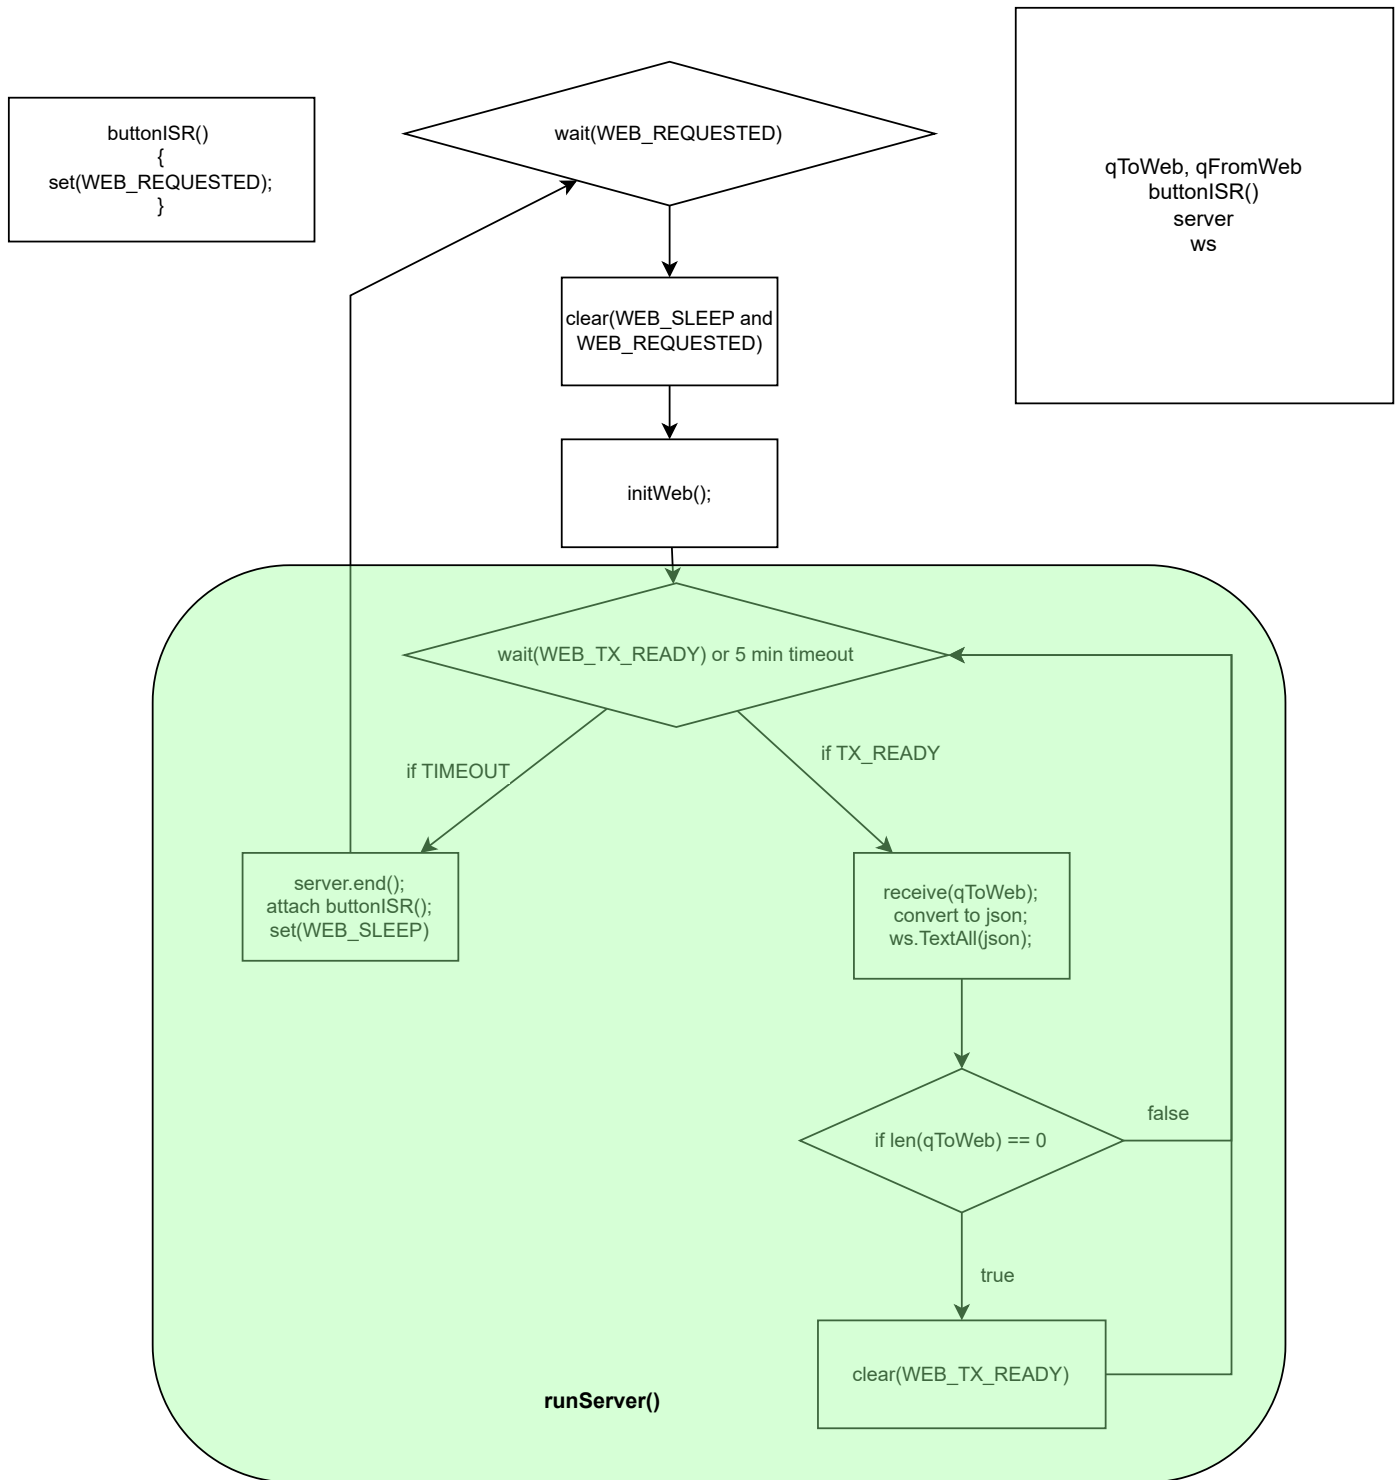 buttonISR()
{
set(WEB_REQUESTED);
}
wait(WEB_REQUESTED)
qToWeb, qFromWeb
buttonISR()
server
ws
clear(WEB_SLEEP and
WEB_REQUESTED)
initWeb();
wait(WEB_TX_READY) or 5 min timeout
if TIMEOUT
if TX_READY
server.end();
attach buttonISR();
set(WEB_SLEEP)
receive(qToWeb);
convert to json;
ws.TextAll(json);
if len(qToWeb) == 0
false
true
clear(WEB_TX_READY)
runServer()